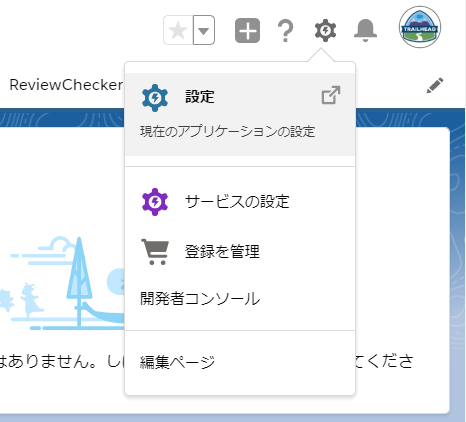 TRAILHEAD
ReviewChecker
設定
現在のアプリケーションの設定
サービスの設定
登録を管理
開発者コンソール
はありません。し
てくださ
編集ページ